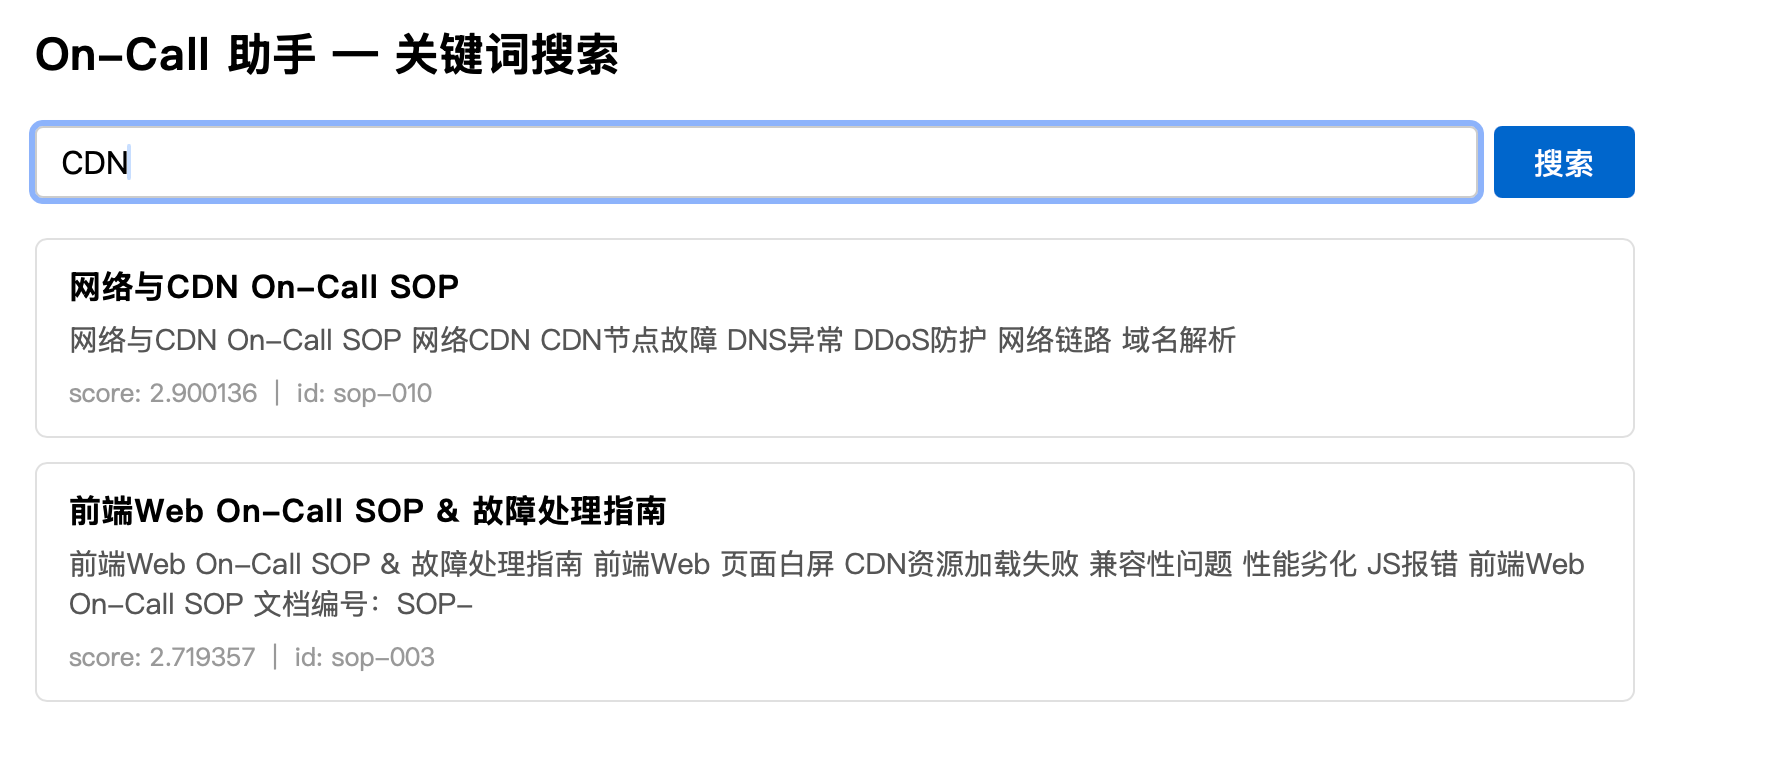 On-Call 助手 — 关键词搜索
CDN
搜索
网络与CDN On-Call SOP
网络与CDN On-Call SOP 网络CDN CDN节点故障 DNS异常 DDoS防护 网络链路 域名解析
score: 2.900136 | id: sop-010
前端Web On-Call SOP & 故障处理指南
前端Web On-Call SOP & 故障处理指南 前端Web 页面白屏 CDN资源加载失败 兼容性问题 性能劣化 JS报错 前端Web
On-Call SOP 文档编号：SOP-
score: 2.719357 | id: sop-003